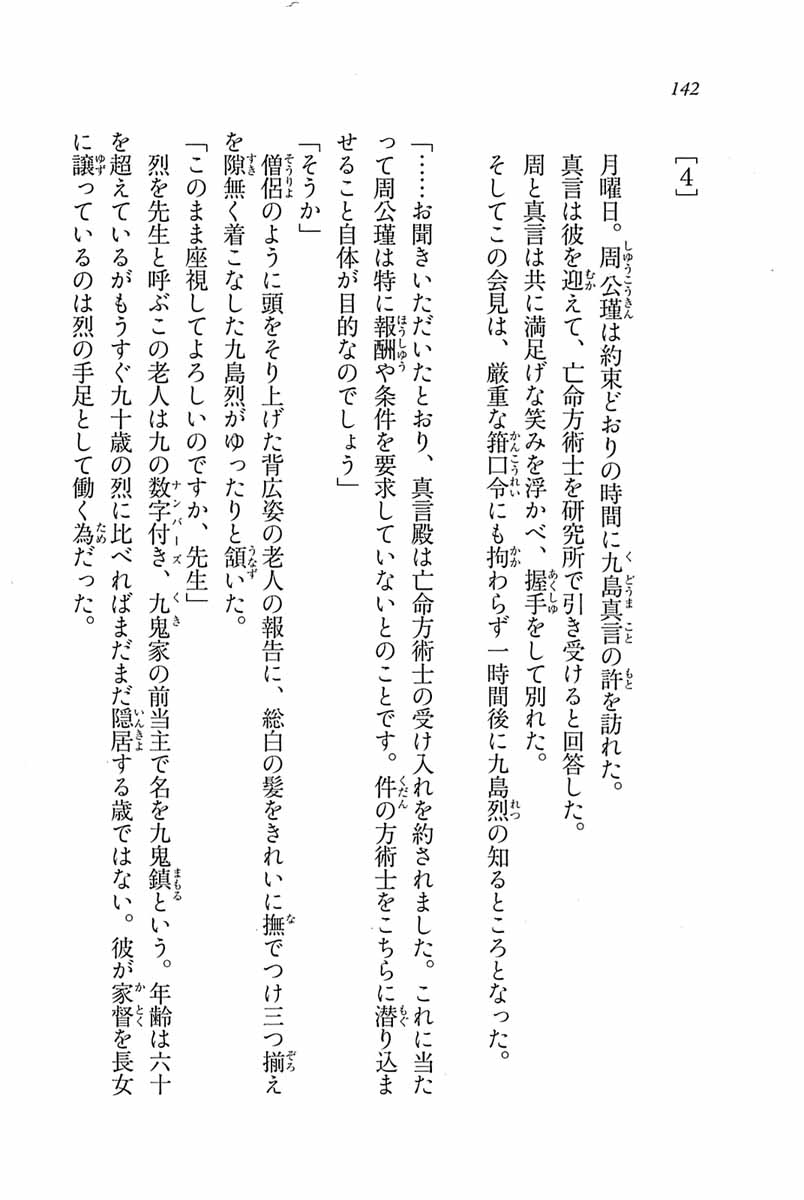 142
[4]
月曜日。周公瑾は約束どおりの時間に九島真言の許を訪れた。
真言は彼を迎えて、亡命方術士を研究所で引き受けると回答した。
周と真言は共に満足げな笑みを浮かべ、握手をして別れた。
そしてこの会見は、厳重な箝口令にも拘わらず一時間後に九島烈の知るところとなった。
「……お聞きいただいたとおり、真言殿は亡命方術士の受け入れを約されました。これに当た
って周公瑾は特に報酬や条件を要求していないとのことです。件の方術士をこちらに潜り込ま
せること自体が目的なのでしょう」
「そうか」
僧侶のように頭をそり上げた背広姿の老人の報告に、総白の髪をきれいに撫でつけ三つ揃え
を隙無く着こなした九島烈がゆったりと頷いた。
「このまま座視してよろしいのですか、先生」
烈を先生と呼ぶこの老人は九の数字付き、九鬼家の前当主で名を九鬼鎮という。年齢は六十
を超えているがもうすぐ九十歳の烈に比べればまだまだ隠居する歳ではない。彼が家督を長女
に譲っているのは烈の手足として働く為だった。